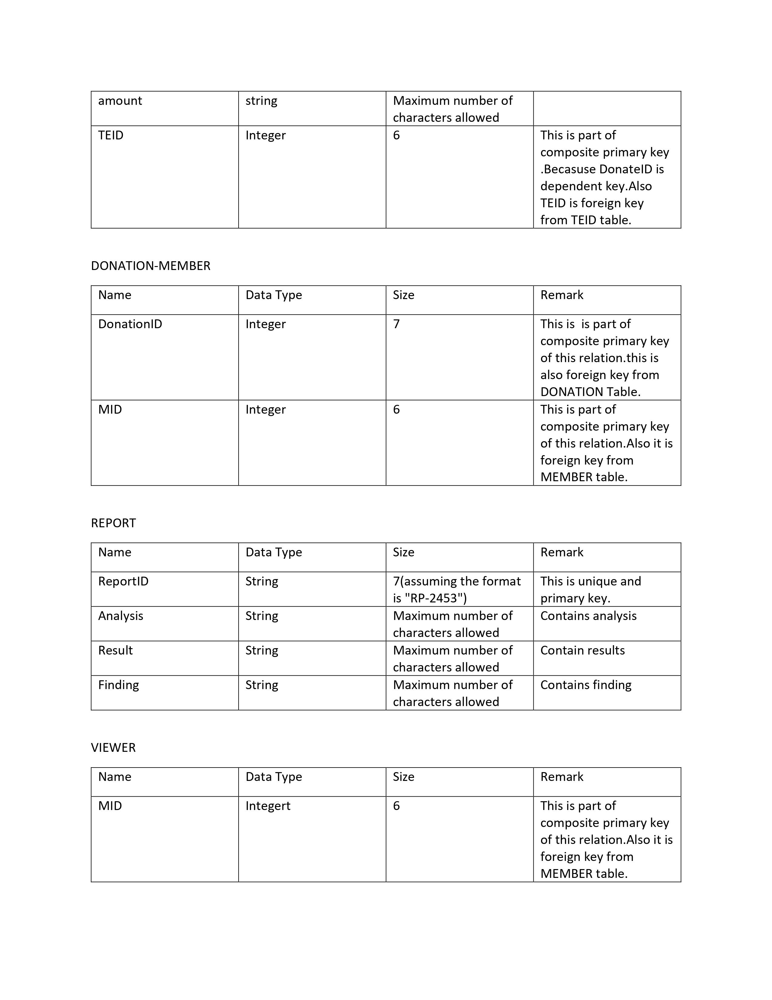 amount string Maximum number of
characters allowed
TEID Integer 6 This is part of
composite primary key
.Becasuse DonateID is
dependent key.Also
TEID is foreign key
from TEID table.
DONATION-MEMBER
Name Data Type Size Remark
DonationID Integer 7 This is  is part of
composite primary key
of this relation.this is
also foreign key from
DONATION Table.
MID Integer 6 This is part of
composite primary key
of this relation.Also it is
foreign key from
MEMBER table.
REPORT
Name Data Type Size Remark
ReportID String 7(assuming the format This is unique and
is "RP-2453") primary key.
Analysis String Maximum number of Contains analysis
characters allowed
Result String Maximum number of Contain results
characters allowed
Finding String Maximum number of Contains finding
characters allowed
VIEWER
Name Data Type Size Remark
MID Integert 6 This is part of
composite primary key
of this relation.Also it is
foreign key from
MEMBER table.